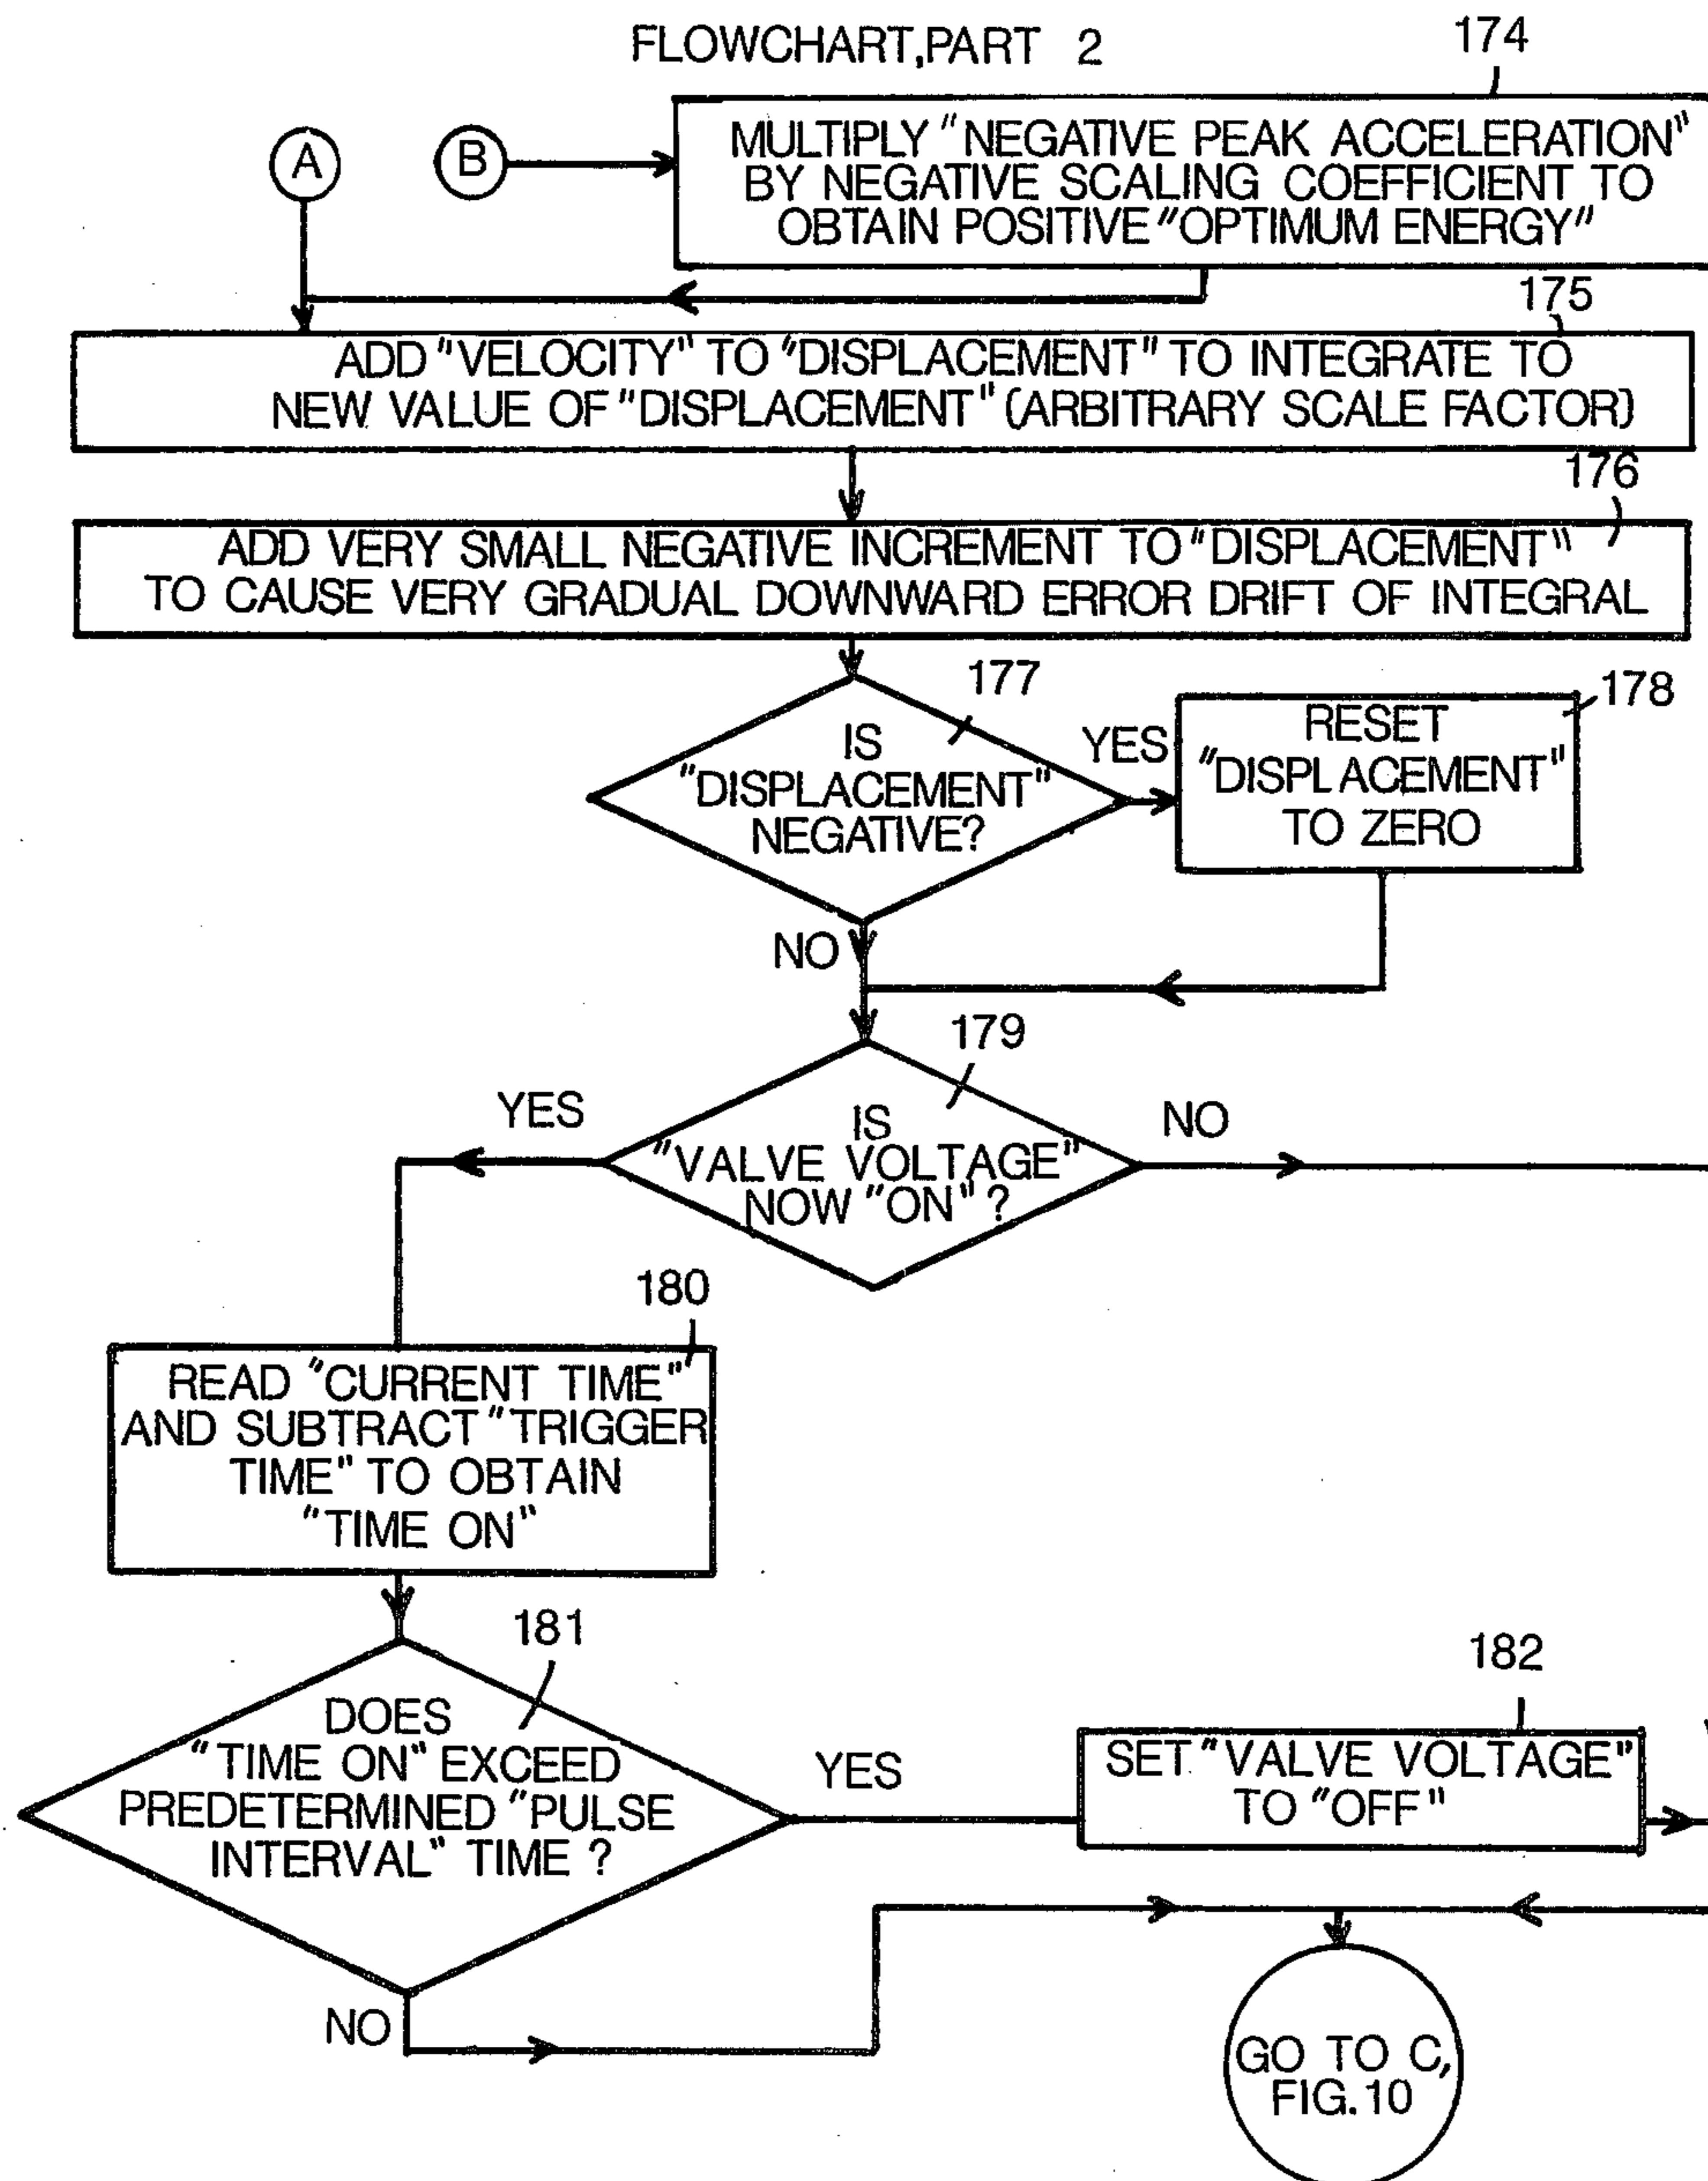 FLOWCHART, PART 2
174
A
B
MULTIPLY "NEGATIVE PEAK ACCELERATION"
BY NEGATIVE SCALING COEFFICIENT TO
OBTAIN POSITIVE "OPTIMUM ENERGY"
175
ADD "VELOCITY" TO "DISPLACEMENT" TO INTEGRATE TO
NEW VALUE OF "DISPLACEMENT" (ARBITRARY SCALE FACTOR)
176
ADD VERY SMALL NEGATIVE INCREMENT TO "DISPLACEMENT"
TO CAUSE VERY GRADUAL DOWNWARD ERROR DRIFT OF INTEGRAL
177
IS
"DISPLACEMENT"
NEGATIVE?
YES
178
RESET
"DISPLACEMENT"
TO ZERO
NO
179
YES
IS
"VALVE VOLTAGE"
NOW "ON" ?
NO
180
READ "CURRENT TIME"
AND SUBTRACT "TRIGGER
TIME" TO OBTAIN
"TIME ON"
181
DOES
"TIME ON" EXCEED
PREDETERMINED "PULSE
INTERVAL" TIME ?
YES
182
SET "VALVE VOLTAGE"
TO "OFF"
NO
GO TO C,
FIG. 10